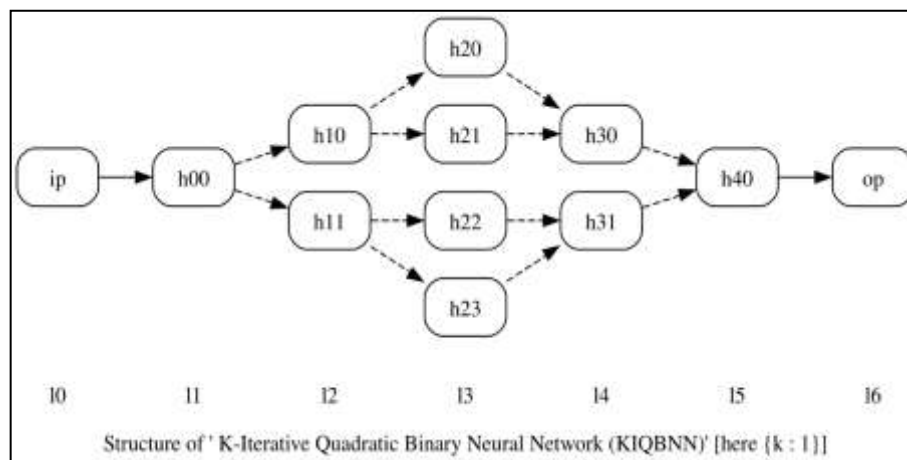 h20
h10 h21 h30
ip h00 h40 op
h11 h22 h31
h23
l0 l1 l2 l3 l4 l5 l6
Structure of ' K-Iterative Quadratic Binary Neural Network (KIQBNN)' [here {k : 1}]